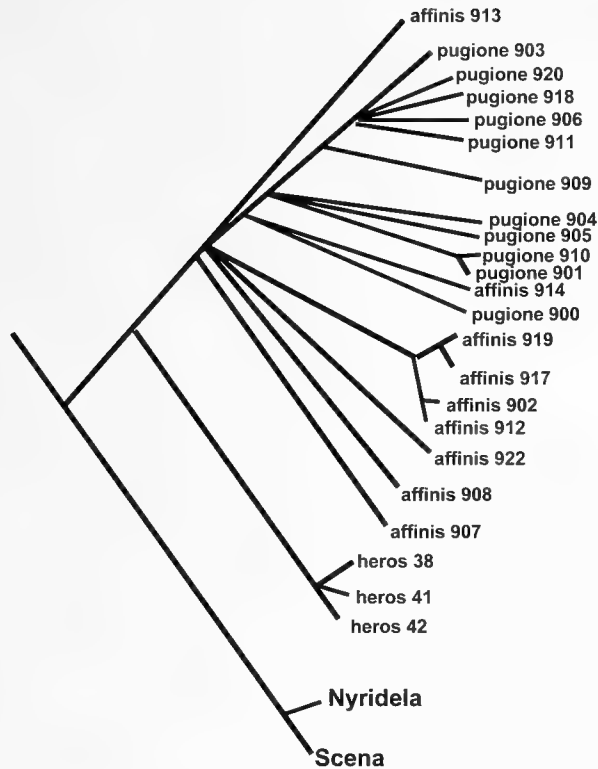 affinis 913
pugione 903
pugione 920
pugione 918
pugione 906
pugione 911
pugione 909
pugione 904
pugione 905
pugione 910
pugione 901
affinis 914
pugione 900
affinis 919
affinis 917
affinis 902
affinis 912
affinis 922
affinis 908
affinis 907
heros 38
heros 41
heros 42
Nyridela
Scena